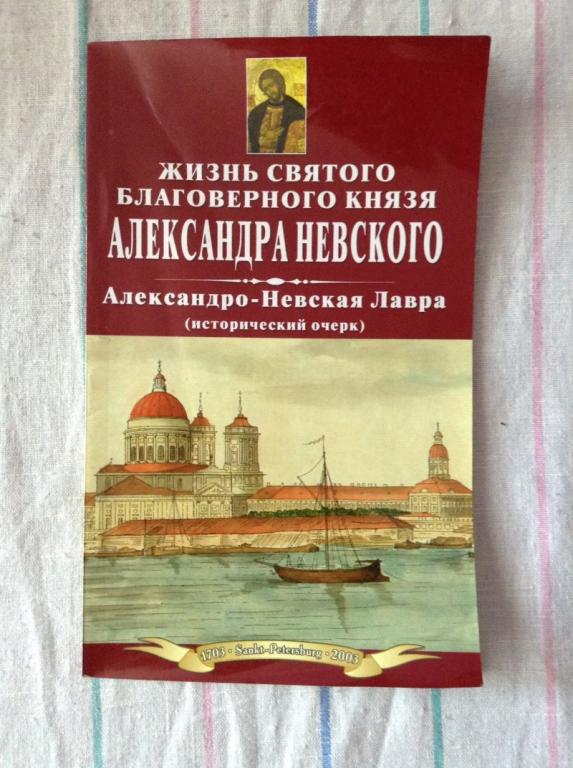 ЖИЗНЬ СВЯТОГО
БЛАГОВЕРНОГО КНЯЗЯ
АЛЕКСАНДРА НЕВСКОГО
Александро-Невская Лавра
(исторический очерк)
1703 · Sankt-Petersburg · 2003